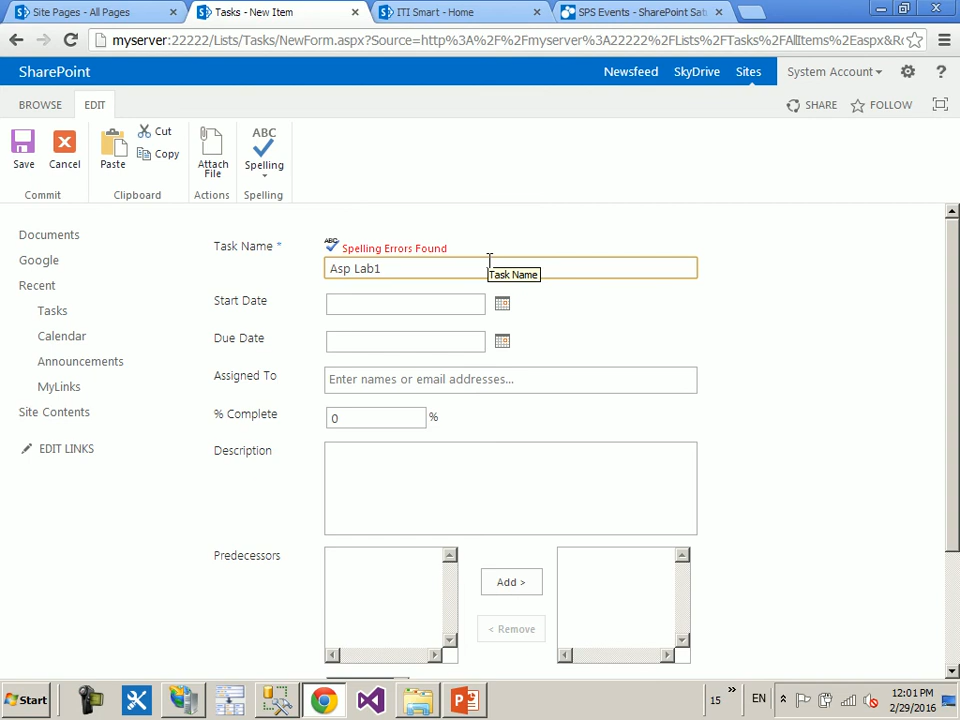 Site Pages - All Pages
Tasks - New Item
ITI Smart - Home
SPS Events - SharePoint Satu
myserver:22222/Lists/Tasks/NewForm.aspx?Source=http%3A%2F%2Fmyserver%3A22222%2FLists%2FTasks%2FAllItems%2Easpx&Ro
SharePoint
Newsfeed SkyDrive Sites System Account ?
BROWSE EDIT SHARE FOLLOW
Save Cancel Paste Cut Copy Attach File ABC Spelling
Commit Clipboard Actions Spelling
Documents
Google
Recent
Tasks
Calendar
Announcements
MyLinks
Site Contents
EDIT LINKS
Task Name *
ABC Spelling Errors Found
Asp Lab1
Task Name
Start Date
Due Date
Assigned To
Enter names or email addresses...
% Complete
0 %
Description
Predecessors
Add >
< Remove
Start 15 » EN 12:01 PM
2/29/2016